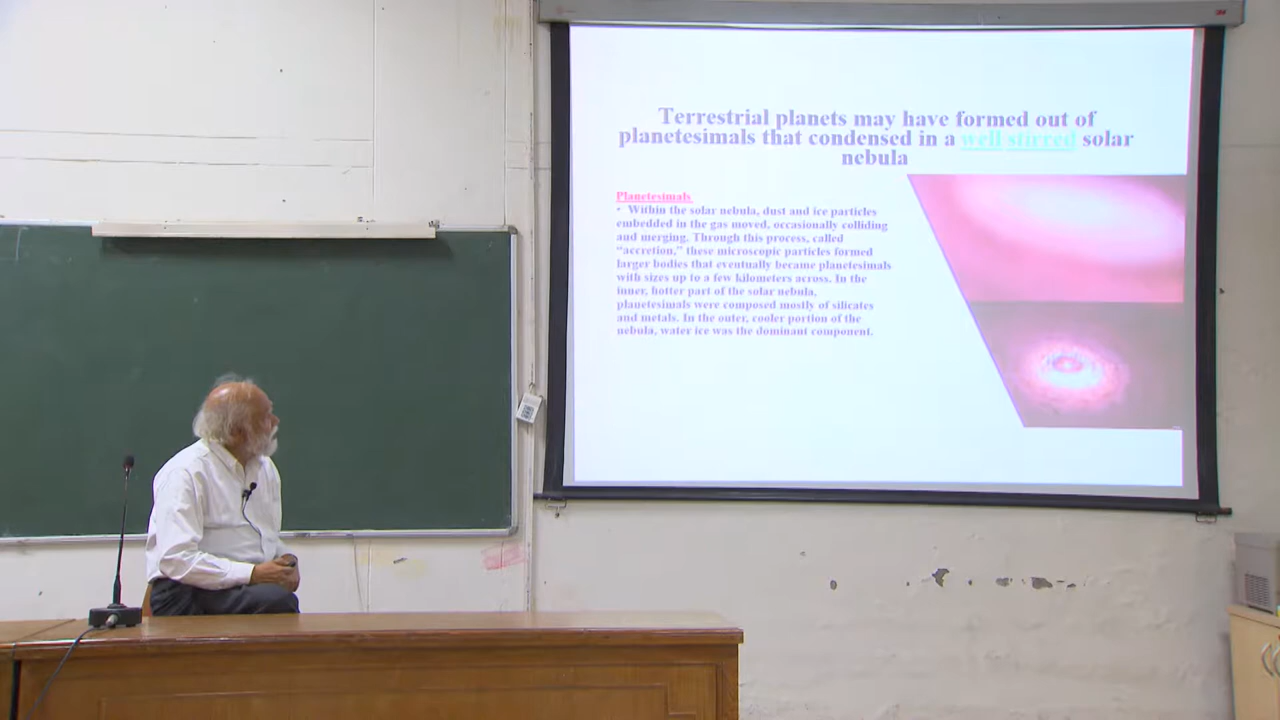 Terrestrial planets may have formed out of
planetesimals that condensed in a well stirred solar
nebula
Planetesimals
• Within the solar nebula, dust and ice particles
embedded in the gas moved, occasionally colliding
and merging. Through this process, called
“accretion,” these microscopic particles formed
larger bodies that eventually became planetesimals
with sizes up to a few kilometers across. In the
inner, hotter part of the solar nebula,
planetesimals were composed mostly of silicates
and metals. In the outer, cooler portion of the
nebula, water ice was the dominant component.